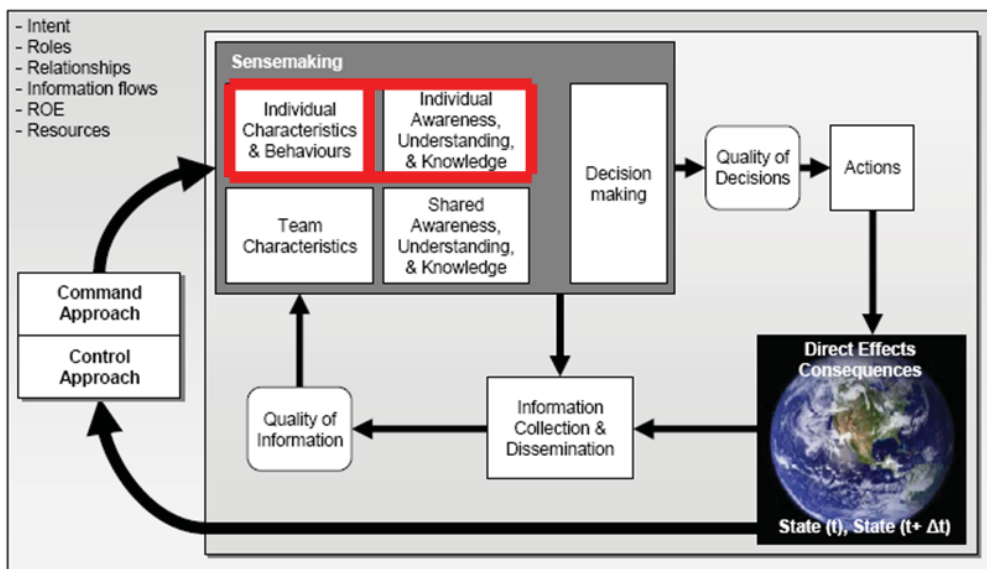 - Intent
- Roles
- Relationships
- Information flows
- ROE
- Resources
Sensemaking
Individual
Characteristics
& Behaviours
Individual
Awareness,
Understanding,
& Knowledge
Team
Characteristics
Shared
Awareness,
Understanding,
& Knowledge
Decision
making
Quality of
Decisions
Actions
Command
Approach
Control
Approach
Quality of
Information
Information
Collection &
Dissemination
Direct Effects
Consequences
State (t), State (t+ Δt)